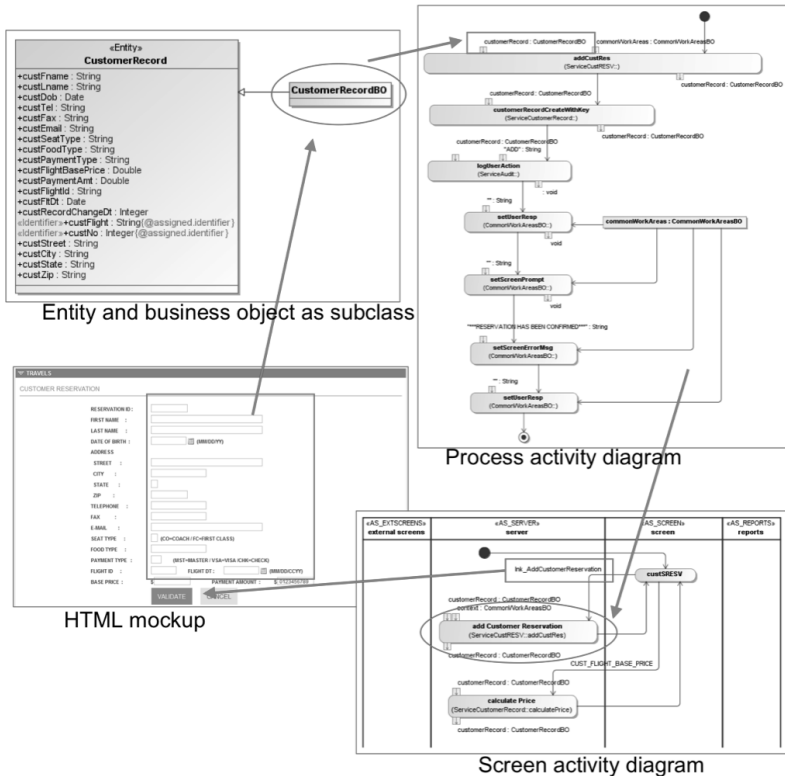 «Entity»
CustomerRecord
+custFname : String
+custLname : String
+custDob : Date
+custTel : String
+custFax : String
+custEmail : String
+custSeatType : String
+custFoodType : String
+custPaymentType : String
+custFlightBasePrice : Double
+custPaymentAmt : Double
+custFlightId : String
+custFltDt : Date
+custRecordChangeDt : Integer
«Identifier»+custFlight : String{@assigned.identifier}
«Identifier»+custNo : Integer{@assigned.identifier}
+custStreet : String
+custCity : String
+custState : String
+custZip : String
CustomerRecordBO
Entity and business object as subclass
customerRecord : CustomerRecordBO
commonWorkAreas : CommonWorkAreasBO
addCustRes
(ServiceCustRESV::)
customerRecord : CustomerRecordBO
customerRecord : CustomerRecordBO
customerRecordCreateWithKey
(ServiceCustomerRecord::)
customerRecord : CustomerRecordBO
customerRecord : CustomerRecordBO
"ADD" : String
logUserAction
(ServiceAudit::)
: void
"" : String
setUserResp
(CommonWorkAreasBO::)
void
commonWorkAreas : CommonWorkAreasBO
"" : String
setScreenPrompt
(CommonWorkAreasBO::)
void
"****RESERVATION HAS BEEN CONFIRMED****" : String
setScreenErrorMsg
(CommonWorkAreasBO::)
"" : String
setUserResp
(CommonWorkAreasBO::)
Process activity diagram
TRAVELS
CUSTOMER RESERVATION
RESERVATION ID :
FIRST NAME :
LAST NAME :
DATE OF BIRTH : (MM/DD/YY)
ADDRESS
STREET :
CITY :
STATE :
ZIP :
TELEPHONE :
FAX :
E-MAIL :
SEAT TYPE : (CO=COACH / FC=FIRST CLASS)
FOOD TYPE :
PAYMENT TYPE : (MST=MASTER / VSA=VISA /CHK=CHECK)
FLIGHT ID : FLIGHT DT : (MM/DD/CCYY)
BASE PRICE : $ PAYMENT AMOUNT : $ 0123456789
VALIDATE CANCEL
HTML mockup
«AS_EXTSCREENS»
external screens
«AS_SERVER»
server
«AS_SCREEN»
screen
«AS_REPORTS»
reports
lnk_AddCustomerReservation
custSRESV
customerRecord : CustomerRecordBO
context : CommonWorkAreasBO
add Customer Reservation
(ServiceCustRESV::addCustRes)
customerRecord : CustomerRecordBO
CUST_FLIGHT_BASE_PRICE
customerRecord : CustomerRecordBO
calculate Price
(ServiceCustomerRecord::calculatePrice)
customerRecord : CustomerRecordBO
Screen activity diagram